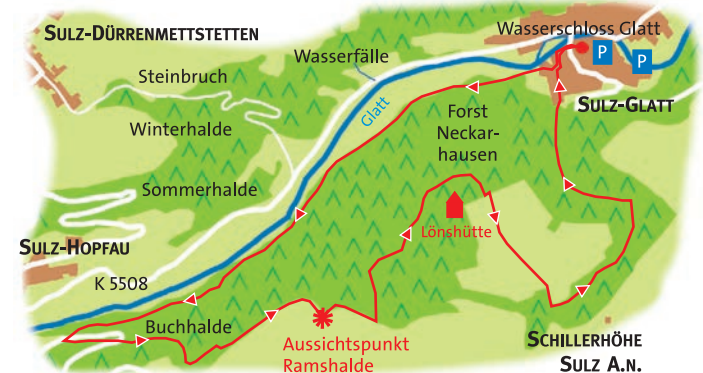 SULZ-DÜRRENMETTSTETTEN
Wasserschloss Glatt
Wasserfälle
P
P
Steinbruch
SULZ-GLATT
Glatt
Forst
Neckar-
hausen
Winterhalde
Sommerhalde
Lönshütte
SULZ-HOPFAU
K 5508
Buchhalde
Aussichtspunkt
Ramshalde
SCHILLERHÖHE
SULZ A.N.